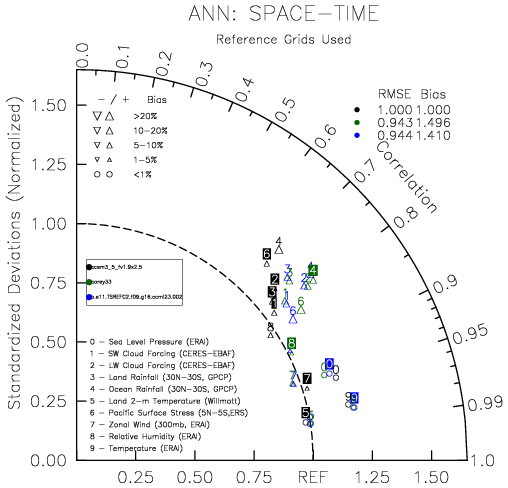 ANN: SPACE-TIME
Reference Grids Used
0.0 0.1 0.2 0.3 0.4 0.5 0.6 0.7 0.8 0.9 0.95 0.99 1.0
Correlation
Standardized Deviations (Normalized)
1.50
1.25
1.00
0.75
0.50
0.25
0.00
- / + Bias
>20%
10-20%
5-10%
1-5%
<1%
RMSE Bias
1.000 1.000
0.943 1.496
0.944 1.410
0 - Sea Level Pressure (ERAI)
1 - SW Cloud Forcing (CERES-EBAF)
2 - LW Cloud Forcing (CERES-EBAF)
3 - Land Rainfall (30N-30S, GPCP)
4 - Ocean Rainfall (30N-30S, GPCP)
5 - Land 2-m Temperature (Willmott)
6 - Pacific Surface Stress (5N-5S,ERS)
7 - Zonal Wind (300mb, ERAI)
8 - Relative Humidity (ERAI)
9 - Temperature (ERAI)
0.25 0.50 0.75 REF 1.25 1.50